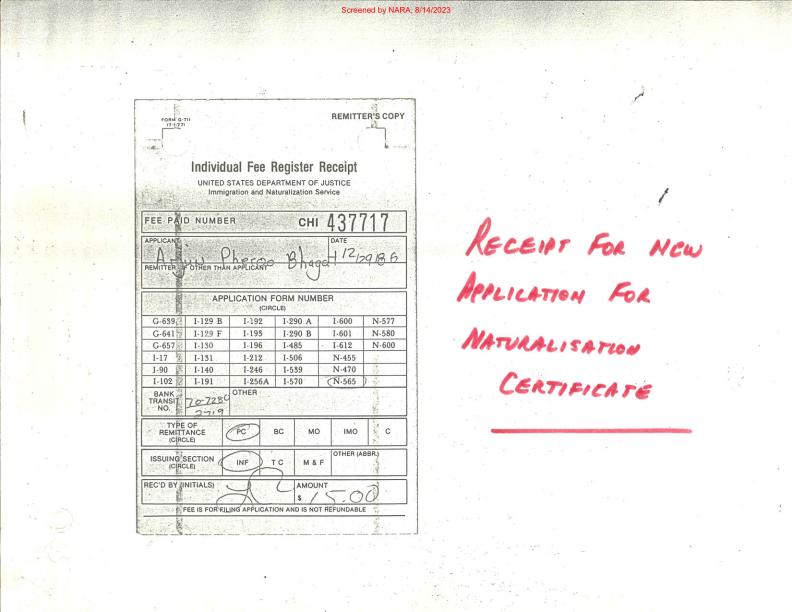 Screened by NARA, 8/14/2023
FORM G-711
(7-1-77)
REMITTER'S COPY
Individual Fee Register Receipt
UNITED STATES DEPARTMENT OF JUSTICE
Immigration and Naturalization Service
FEE PAID NUMBER CHI 437717
APPLICANT DATE
Arjun Pheroo Bhagat 12/29/86
REMITTER IF OTHER THAN APPLICANT
APPLICATION FORM NUMBER
(CIRCLE)
G-639 I-129 B I-192 I-290 A I-600 N-577
G-641 I-129 F I-193 I-290 B I-601 N-580
G-657 I-130 I-196 I-485 I-612 N-600
I-17 I-131 I-212 I-506 N-455
I-90 I-140 I-246 I-539 N-470
I-102 I-191 I-256A I-570 N-565
BANK TRANSIT NO. 70-7280 OTHER
2719
TYPE OF REMITTANCE (CIRCLE) PC BC MO IMO C
ISSUING SECTION (CIRCLE) INF T C M & F OTHER (ABBR.)
REC'D BY (INITIALS) AMOUNT
$ 15.00
FEE IS FOR FILING APPLICATION AND IS NOT REFUNDABLE
RECEIPT FOR NEW
APPLICATION FOR
NATURALISATION
CERTIFICATE